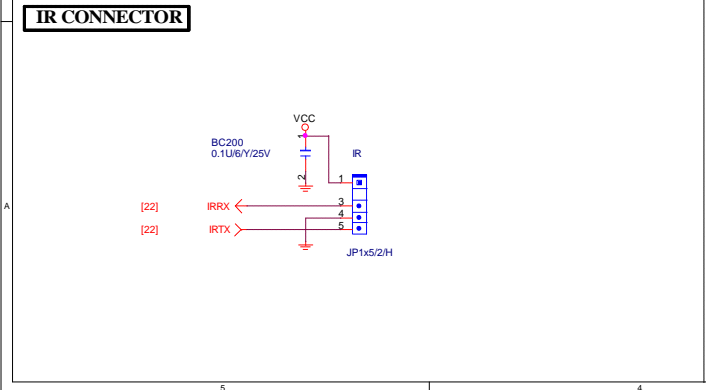 IR CONNECTOR
VCC
1
BC200
0.1U/6/Y/25V
IR
2
1
A
[22] IRRX 3
4
[22] IRTX 5
JP1x5/2/H
5 4